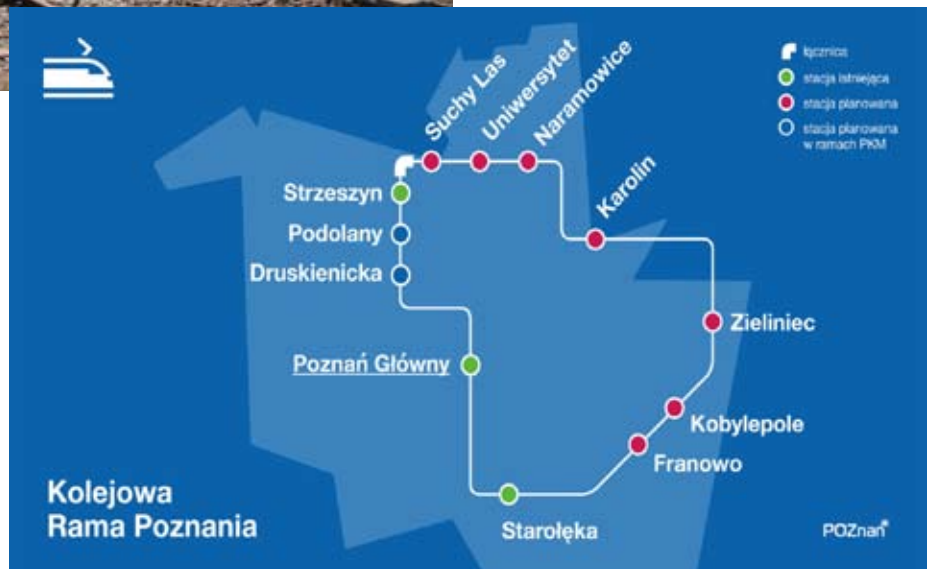 łącznica
stacja istniejąca
stacja planowana
stacja planowana
w ramach PKM
Suchy Las
Uniwersytet
Naramowice
Strzeszyn
Karolin
Podolany
Druskienicka
Zieliniec
Poznań Główny
Kobylepole
Franowo
Starołęka
Kolejowa
Rama Poznania
POZnań*